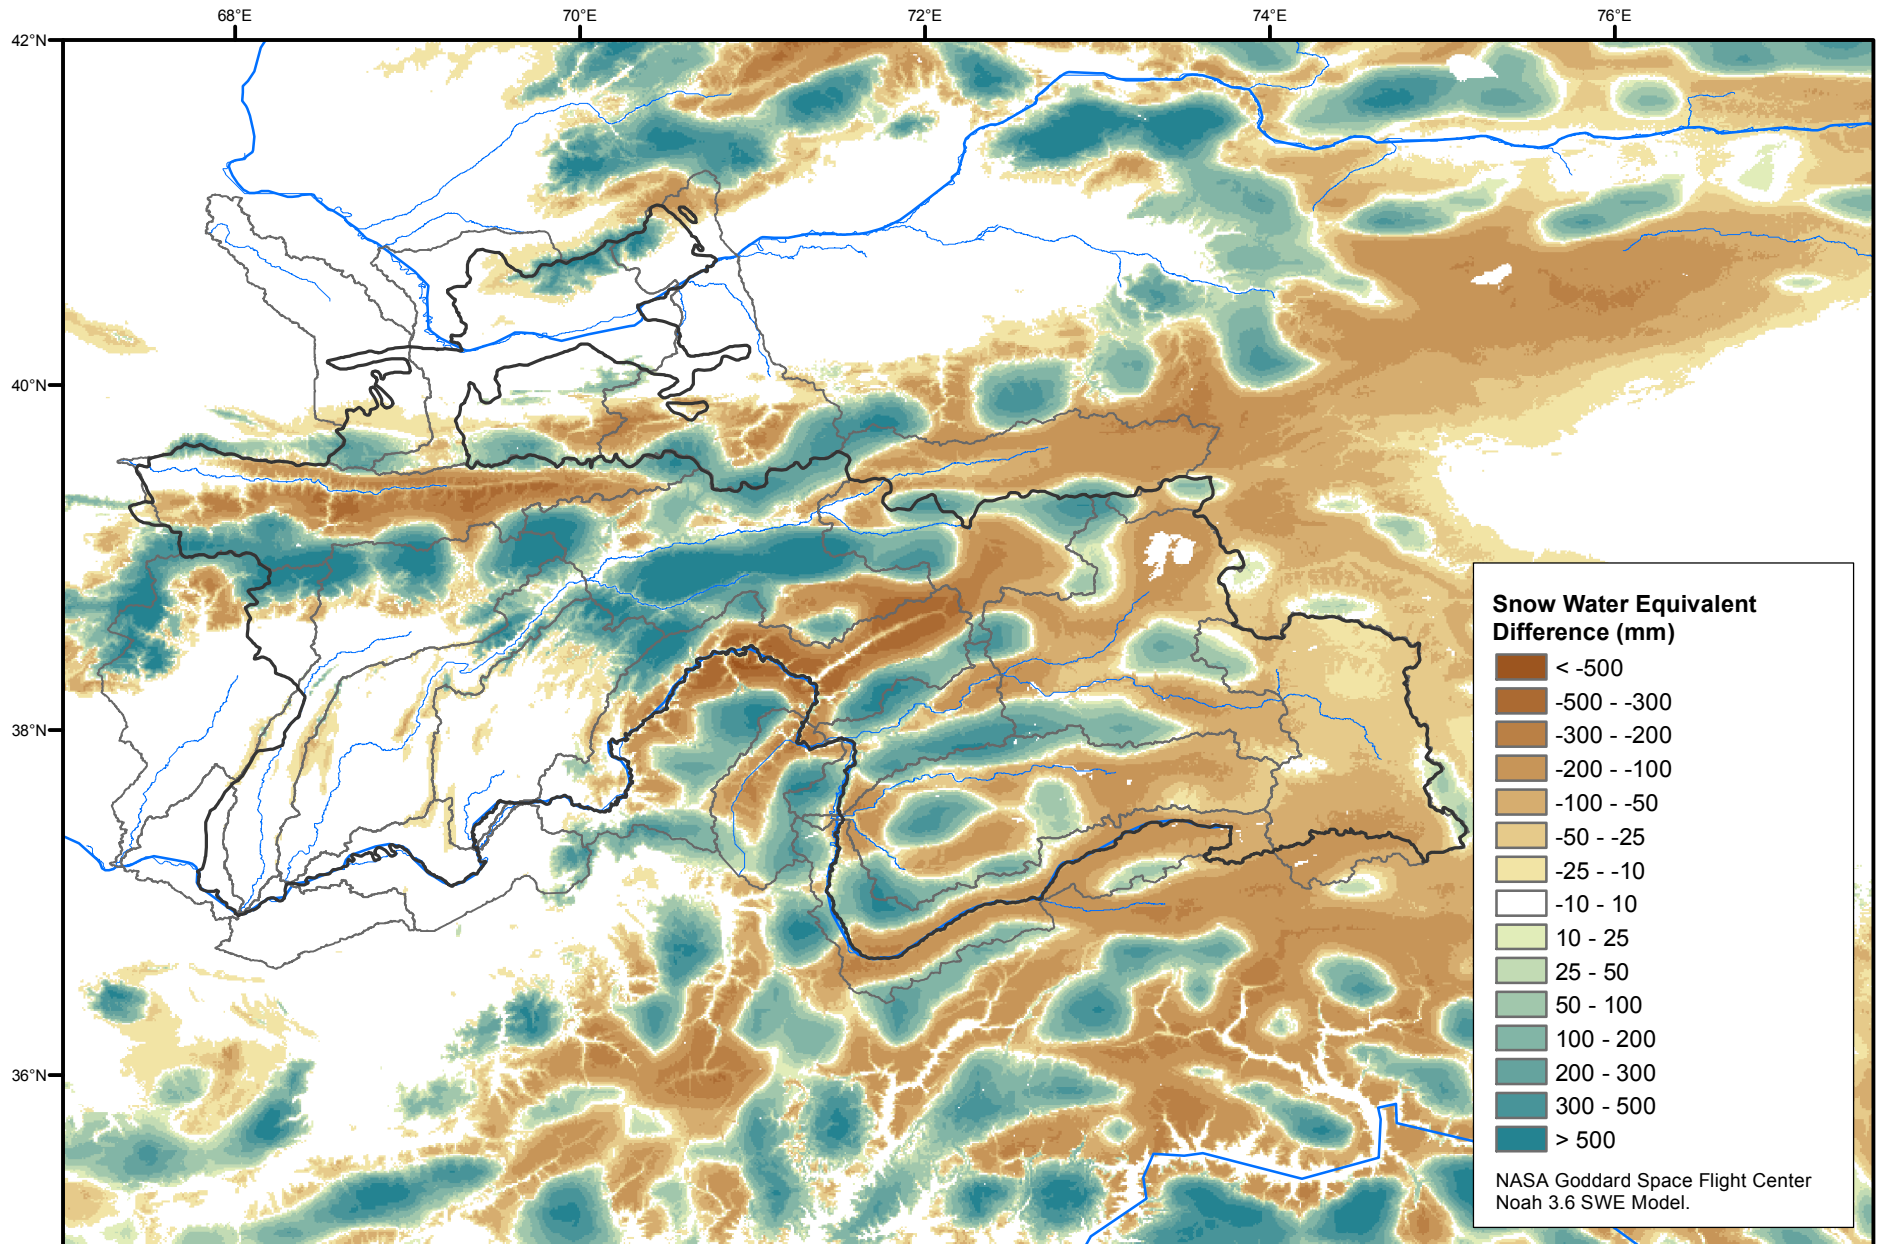 68°E 70°E 72°E 74°E 76°E
42°N
40°N
38°N
36°N
Snow Water Equivalent
Difference (mm)
< -500
-500 - -300
-300 - -200
-200 - -100
-100 - -50
-50 - -25
-25 - -10
-10 - 10
10 - 25
25 - 50
50 - 100
100 - 200
200 - 300
300 - 500
> 500
NASA Goddard Space Flight Center
Noah 3.6 SWE Model.